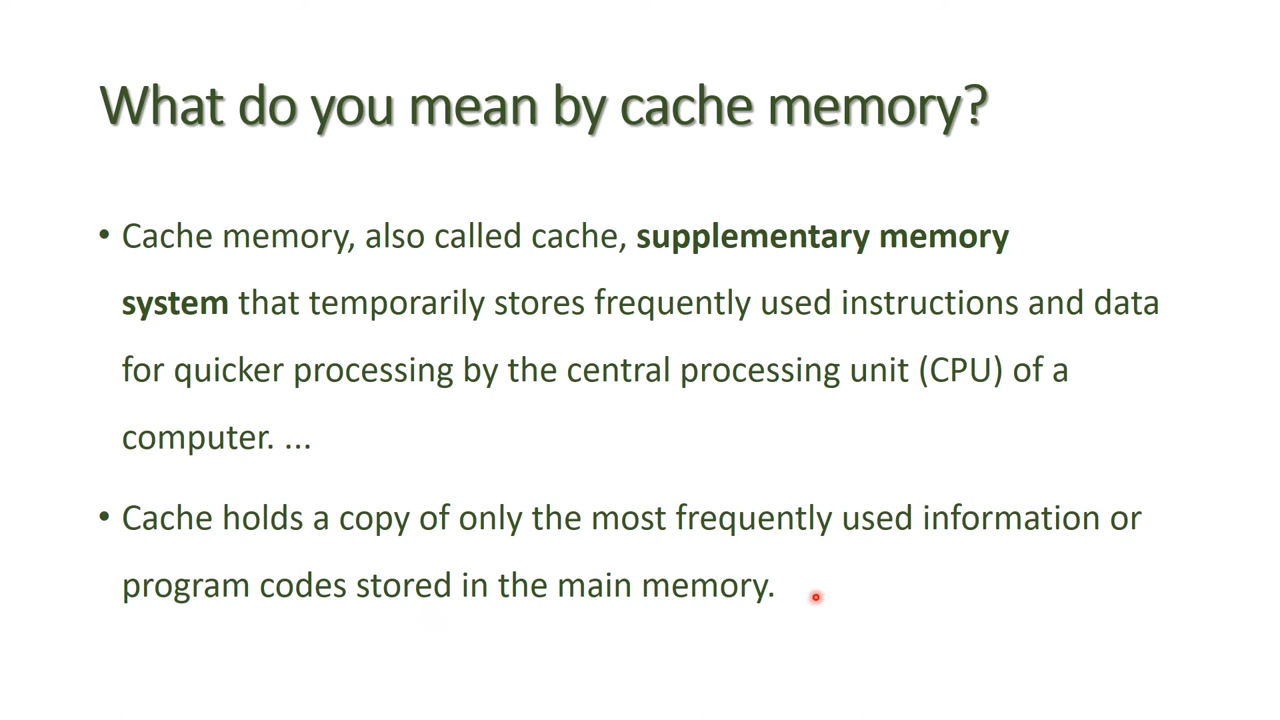 What do you mean by cache memory?
• Cache memory, also called cache, supplementary memory
system that temporarily stores frequently used instructions and data
for quicker processing by the central processing unit (CPU) of a
computer. ...
• Cache holds a copy of only the most frequently used information or
program codes stored in the main memory.